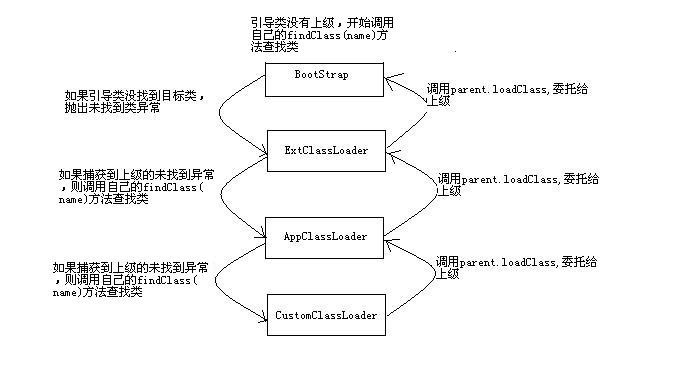 引导类没有上级，开始调用
自己的findClass(name)方
法查找类
BootStrap
如果引导类没找到目标类，
抛出未找到类异常
调用parent.loadClass,委托给
上级
ExtClassLoader
如果捕获到上级的未找到异常
，则调用自己的findClass(
name)方法查找类
调用parent.loadClass,委托给
上级
AppClassLoader
如果捕获到上级的未找到异常
，则调用自己的findClass(
name)方法查找类
调用parent.loadClass,委托给
上级
CustomClassLoader